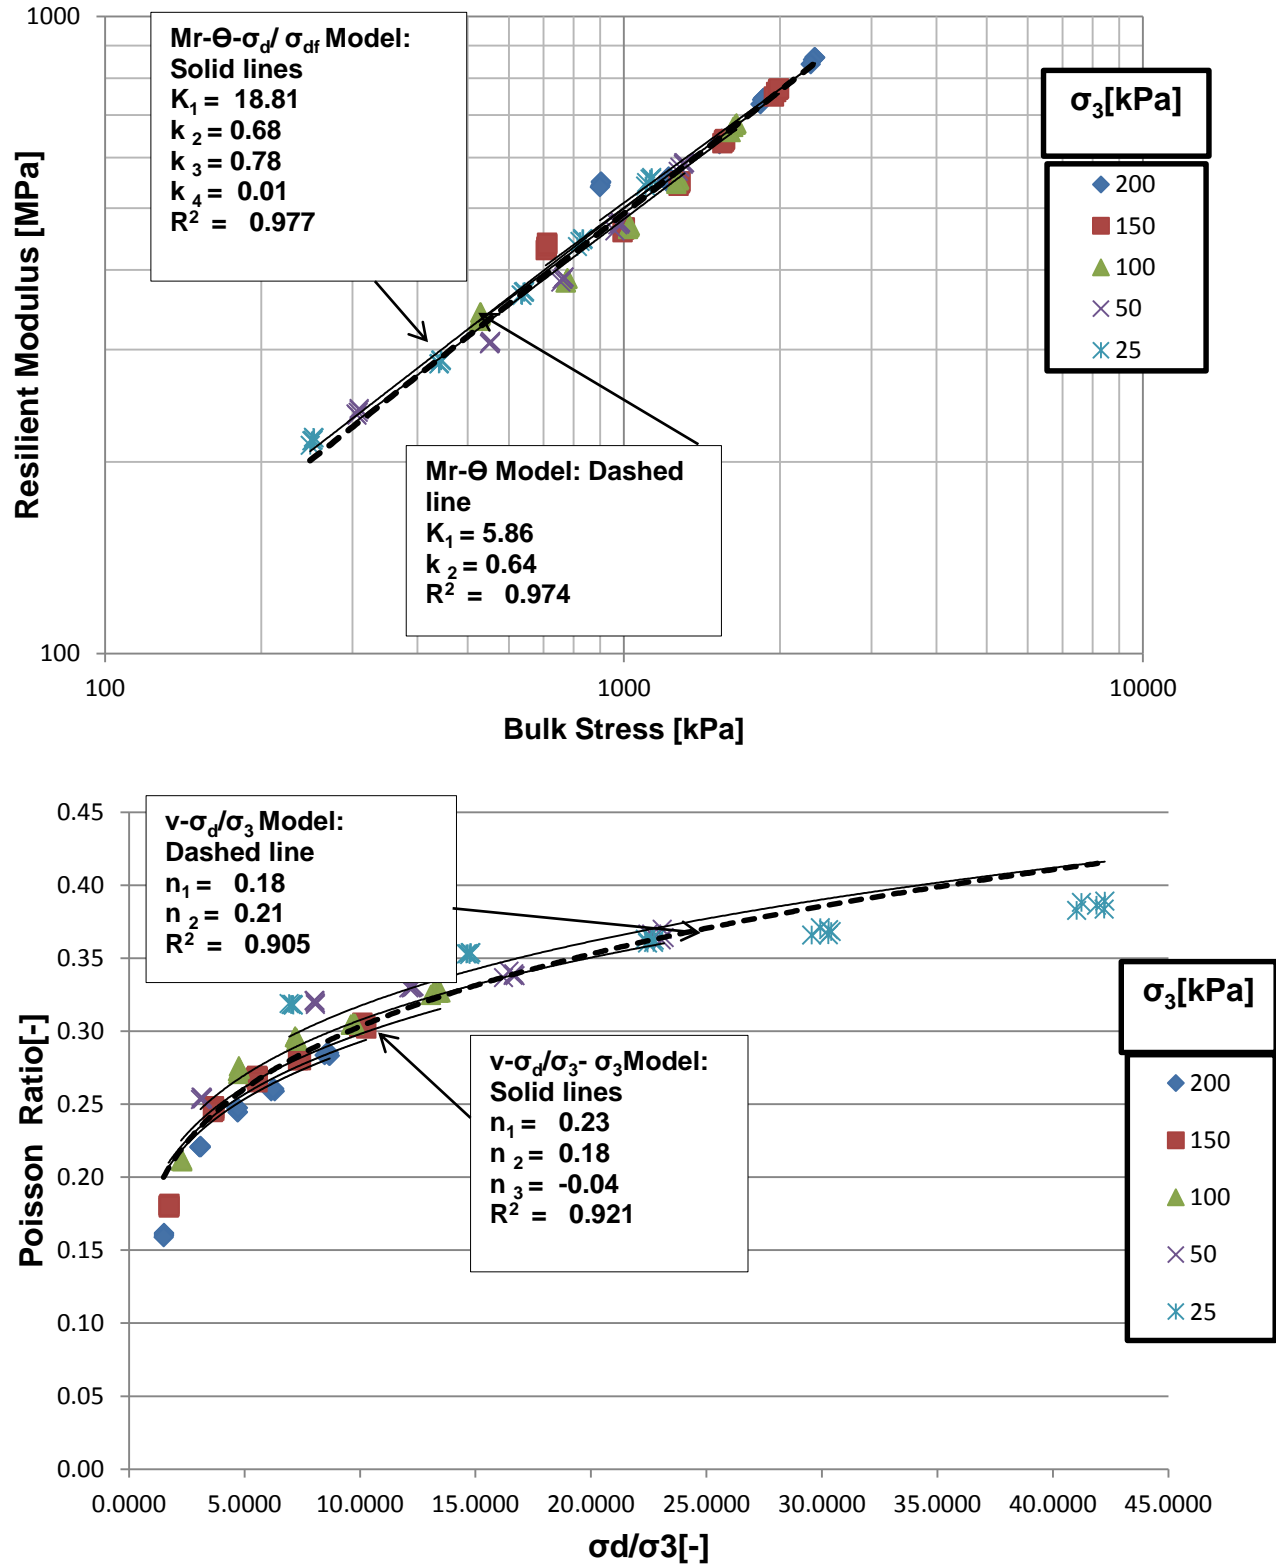 1000
Mr-Ѳ-σd/ σdf Model:
Solid lines
K1 = 18.81
k 2 = 0.68
k 3 = 0.78
k 4 = 0.01
R2 = 0.977
σ3[kPa]
200
150
100
50
25
Resilient Modulus [MPa]
Mr-Ѳ Model: Dashed
line
K1 = 5.86
k 2 = 0.64
R2 = 0.974
100
100
1000
10000
Bulk Stress [kPa]
0.45
0.40
0.35
0.30
0.25
0.20
0.15
0.10
0.05
0.00
v-σd/σ3 Model:
Dashed line
n1 = 0.18
n 2 = 0.21
R2 = 0.905
σ3[kPa]
200
150
100
50
25
v-σd/σ3- σ3Model:
Solid lines
n1 = 0.23
n 2 = 0.18
n 3 = -0.04
R2 = 0.921
Poisson Ratio[-]
0.0000
5.0000
10.0000
15.0000
20.0000
25.0000
30.0000
35.0000
40.0000
45.0000
σd/σ3[-]